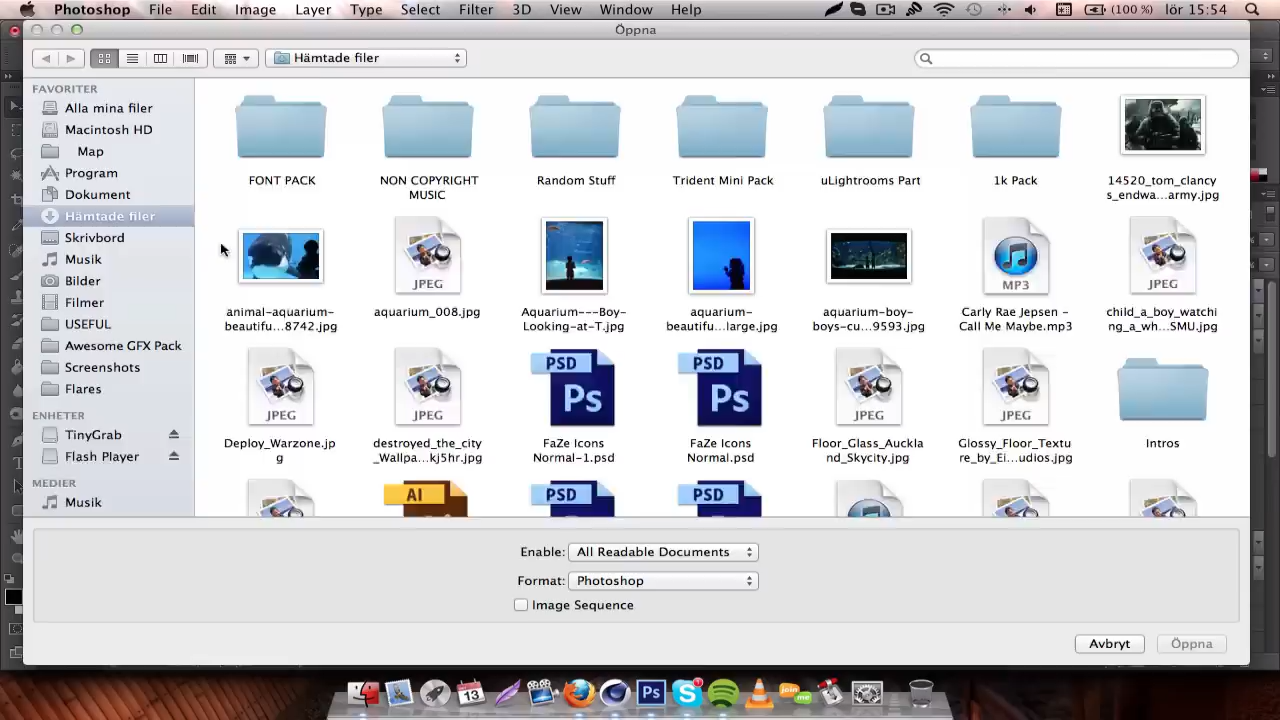 Photoshop File Edit Image Layer Type Select Filter 3D View Window Help (100 %) lör 15:54
Öppna
Hämtade filer
FAVORITER
Alla mina filer
Macintosh HD
Map
Program
Dokument
Hämtade filer
Skrivbord
Musik
Bilder
Filmer
USEFUL
Awesome GFX Pack
Screenshots
Flares
ENHETER
TinyGrab
Flash Player
MEDIER
Musik
FONT PACK
NON COPYRIGHT
MUSIC
Random Stuff
Trident Mini Pack
uLightrooms Part
1k Pack
14520_tom_clancy
s_endwa...army.jpg
animal-aquarium-
beautifu...8742.jpg
JPEG
aquarium_008.jpg
Aquarium---Boy-
Looking-at-T.jpg
aquarium-
beautifu...large.jpg
aquarium-boy-
boys-cu...9593.jpg
MP3
Carly Rae Jepsen -
Call Me Maybe.mp3
JPEG
child_a_boy_watchi
ng_a_wh...SMU.jpg
JPEG
Deploy_Warzone.jp
g
JPEG
destroyed_the_city
_Wallpa...kj5hr.jpg
PSD
Ps
FaZe Icons
Normal-1.psd
PSD
Ps
FaZe Icons
Normal.psd
JPEG
Floor_Glass_Auckla
nd_Skycity.jpg
JPEG
Glossy_Floor_Textu
re_by_Ei...udios.jpg
Intros
AI
PSD
PSD
Enable: All Readable Documents
Format: Photoshop
Image Sequence
Avbryt
Öppna
13
Ps
S
1
join
me